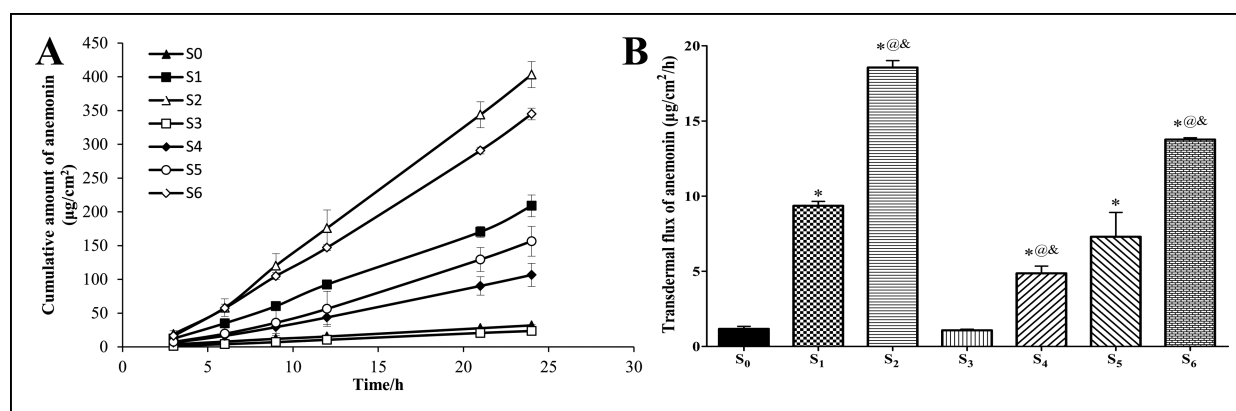 A
Cumulative amount of anemonin
(µg/cm²)
450
400
350
300
250
200
150
100
50
0
S0
S1
S2
S3
S4
S5
S6
0
5
10
15
20
25
30
Time/h
B
Transdermal flux of anemonin (µg/cm²/h)
20
15
10
5
0
*
*@&
*@&
*
*@&
S₀
S₁
S₂
S₃
S₄
S₅
S₆